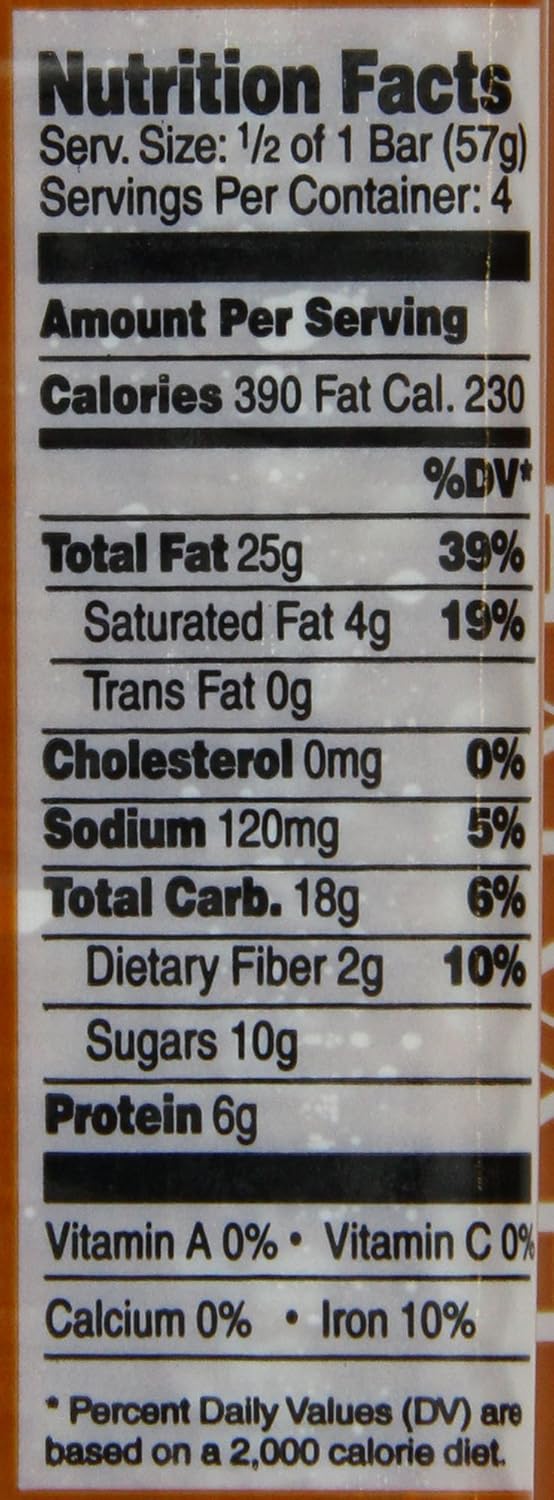 Nutrition Facts
Serv. Size: 1/2 of 1 Bar (57g)
Servings Per Container: 4
Amount Per Serving
Calories 390 Fat Cal. 230
%DV*
Total Fat 25g 39%
Saturated Fat 4g 19%
Trans Fat 0g
Cholesterol 0mg 0%
Sodium 120mg 5%
Total Carb. 18g 6%
Dietary Fiber 2g 10%
Sugars 10g
Protein 6g
Vitamin A 0% • Vitamin C 0%
Calcium 0% • Iron 10%
* Percent Daily Values (DV) are
based on a 2,000 calorie diet.